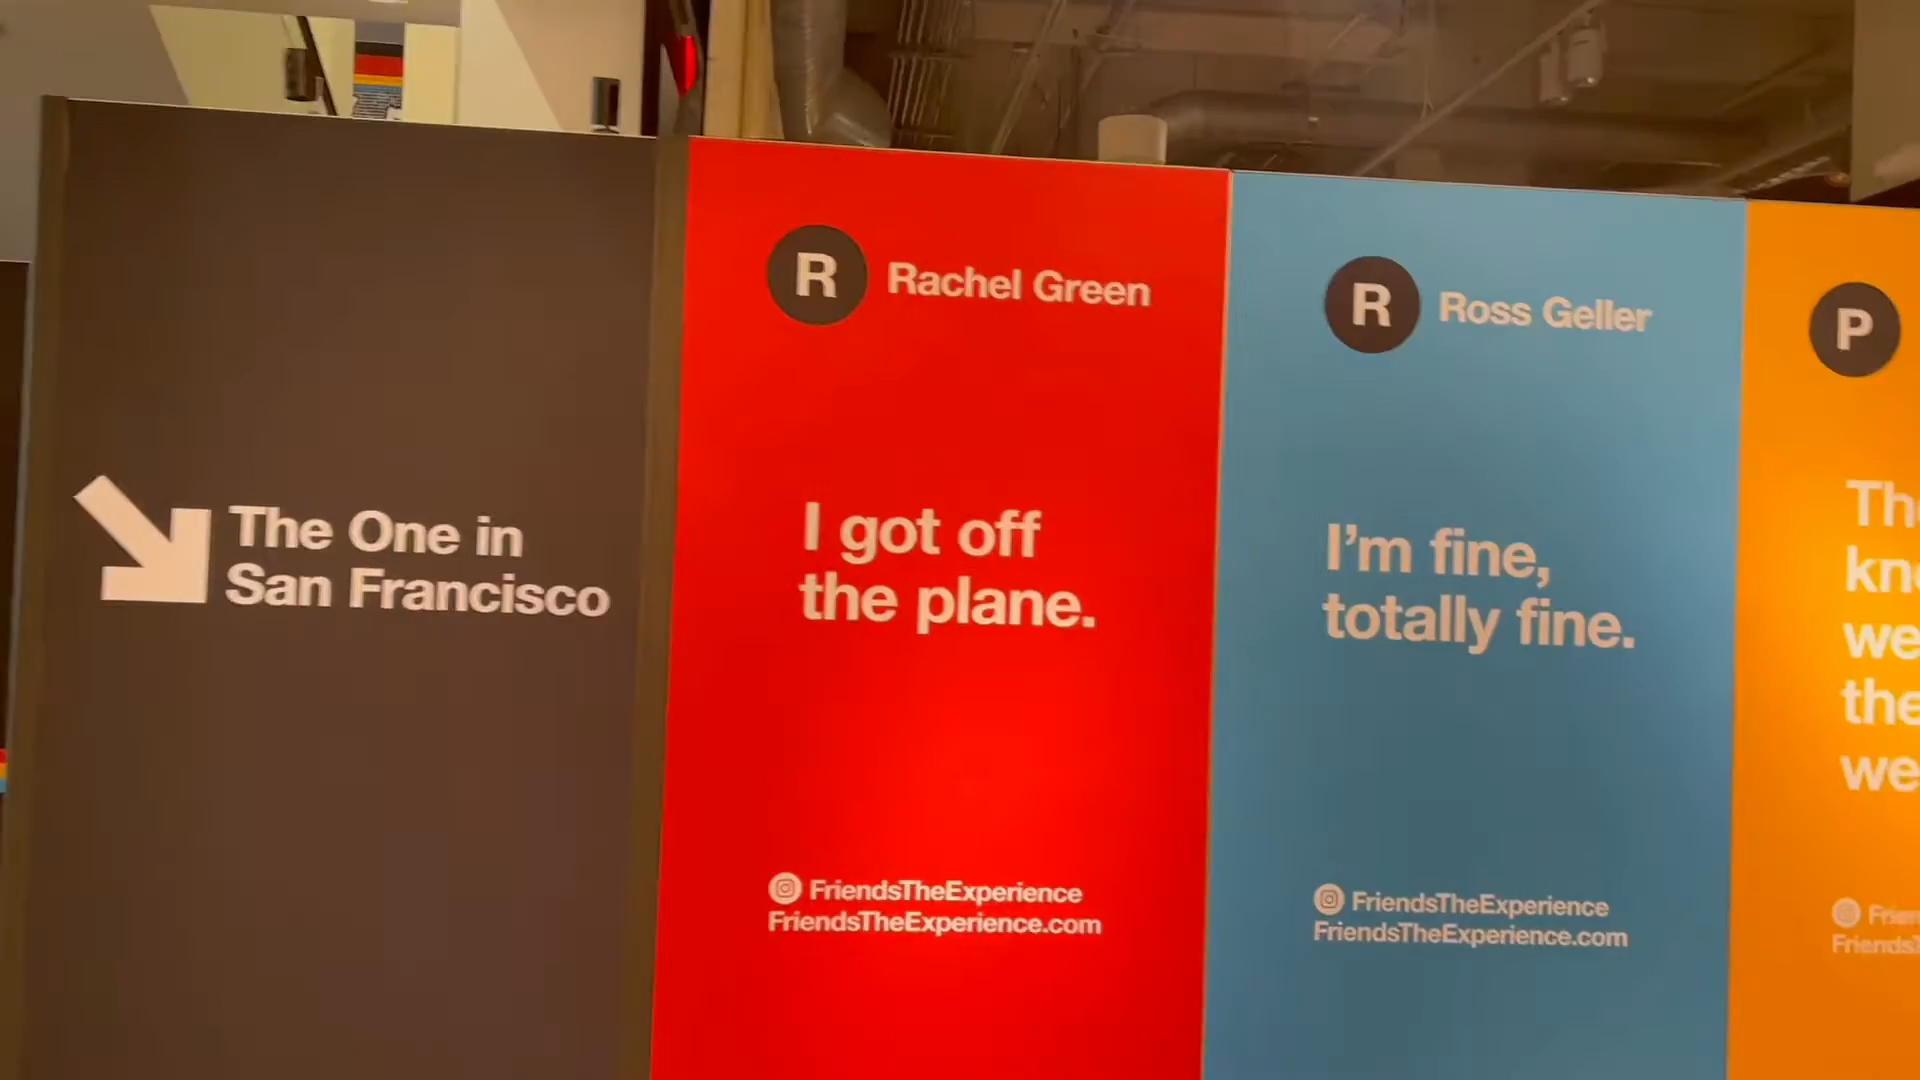 The One in
San Francisco
R Rachel Green
I got off
the plane.
FriendsTheExperience
FriendsTheExperience.com
R Ross Geller
I’m fine,
totally fine.
FriendsTheExperience
FriendsTheExperience.com
P
we